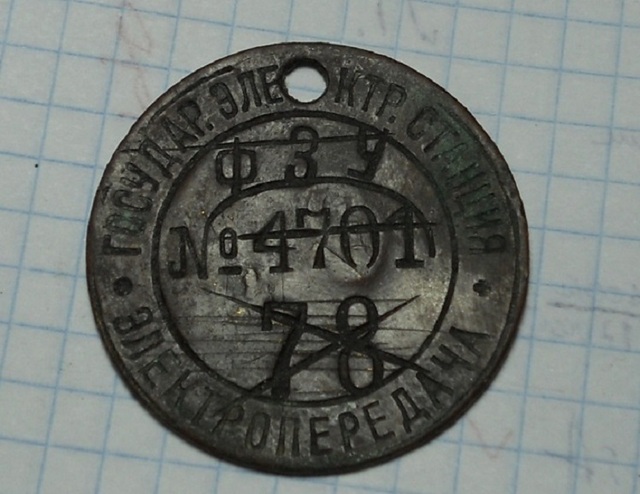 ГОСУДАР. ЭЛЕКТР. СТАНЦИЯ
ФЗУ
№ 4701
78
ЭЛЕКТРОПЕРЕДАЧА